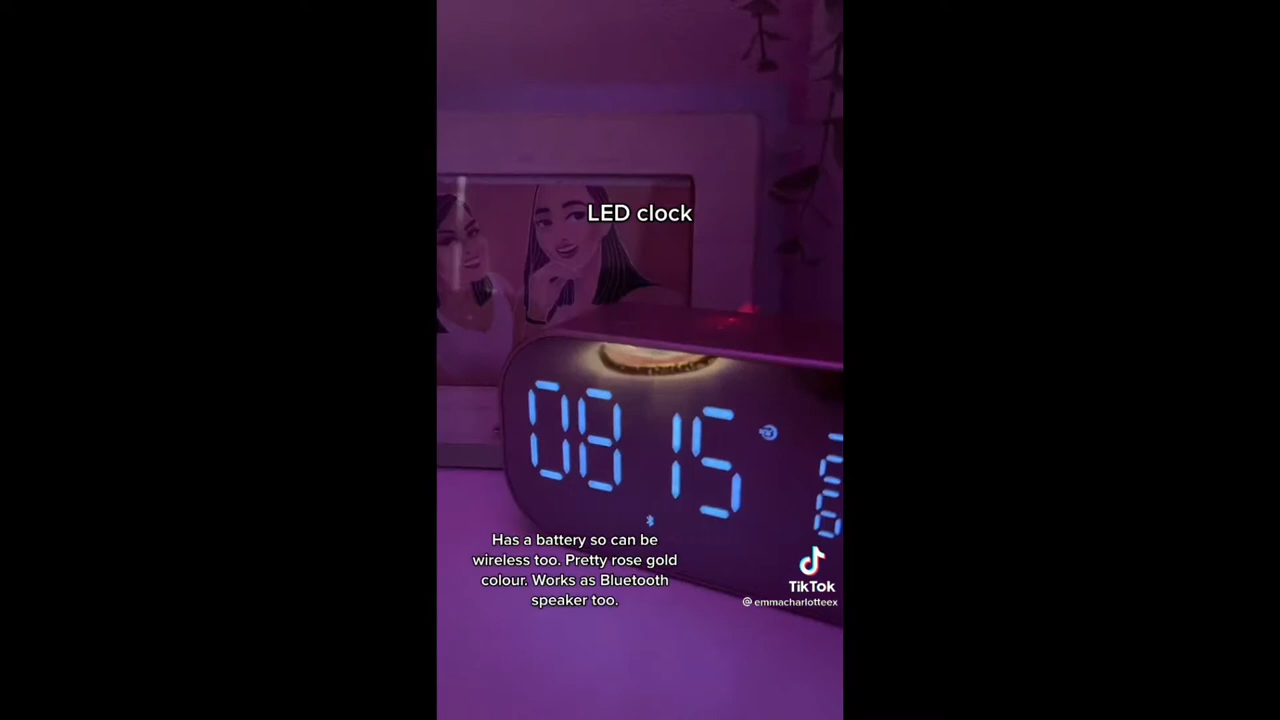 LED clock
08 15
Has a battery so can be
wireless too. Pretty rose gold
colour. Works as Bluetooth
speaker too.
TikTok
@emmacharlotteex